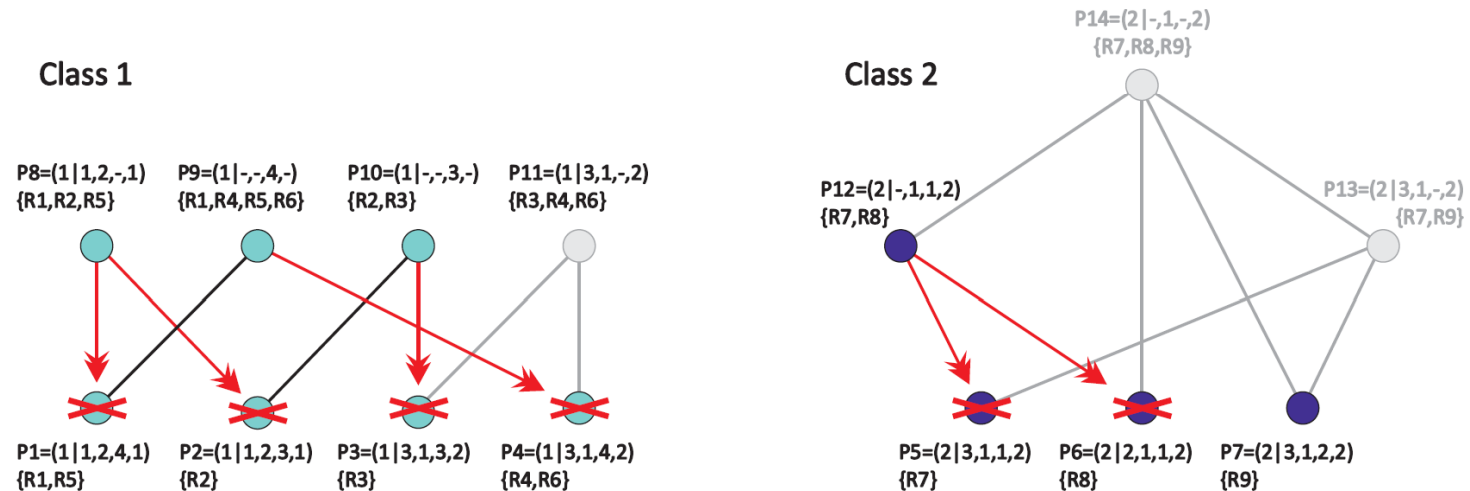 P14=(2|-,1,-,2)
{R7,R8,R9}
Class 1
Class 2
P8=(1|1,2,-,1)
{R1,R2,R5}
P9=(1|-,-,4,-)
{R1,R4,R5,R6}
P10=(1|-,-,3,-)
{R2,R3}
P11=(1|3,1,-,2)
{R3,R4,R6}
P12=(2|-,1,1,2)
{R7,R8}
P13=(2|3,1,-,2)
{R7,R9}
P1=(1|1,2,4,1)
{R1,R5}
P2=(1|1,2,3,1)
{R2}
P3=(1|3,1,3,2)
{R3}
P4=(1|3,1,4,2)
{R4,R6}
P5=(2|3,1,1,2)
{R7}
P6=(2|2,1,1,2)
{R8}
P7=(2|3,1,2,2)
{R9}